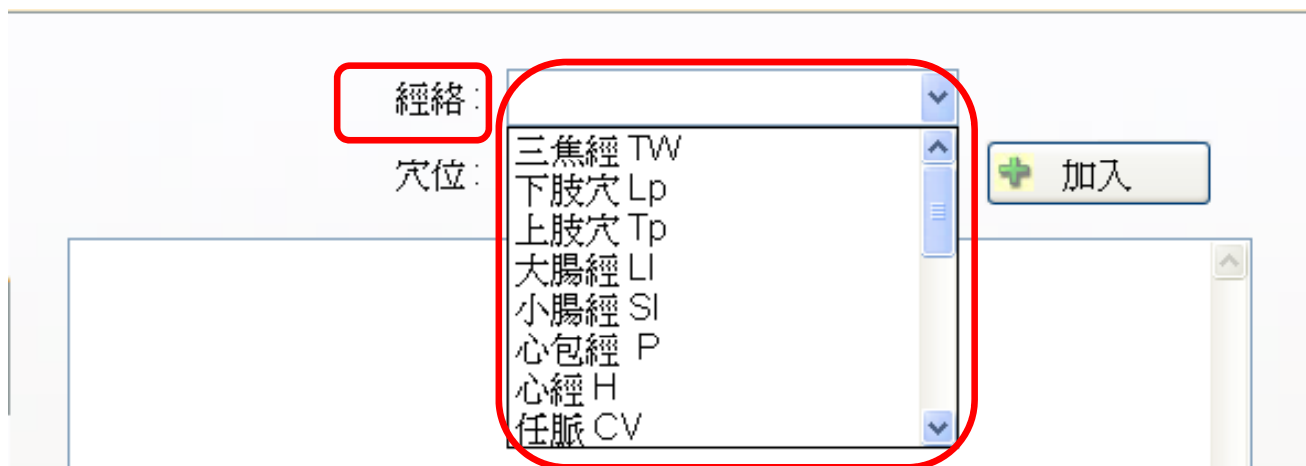 經絡:
三焦經 TW
下肢穴 Lp
上肢穴 Tp
大腸經 LI
小腸經 SI
心包經 P
心經 H
任脈 CV
穴位:
加入